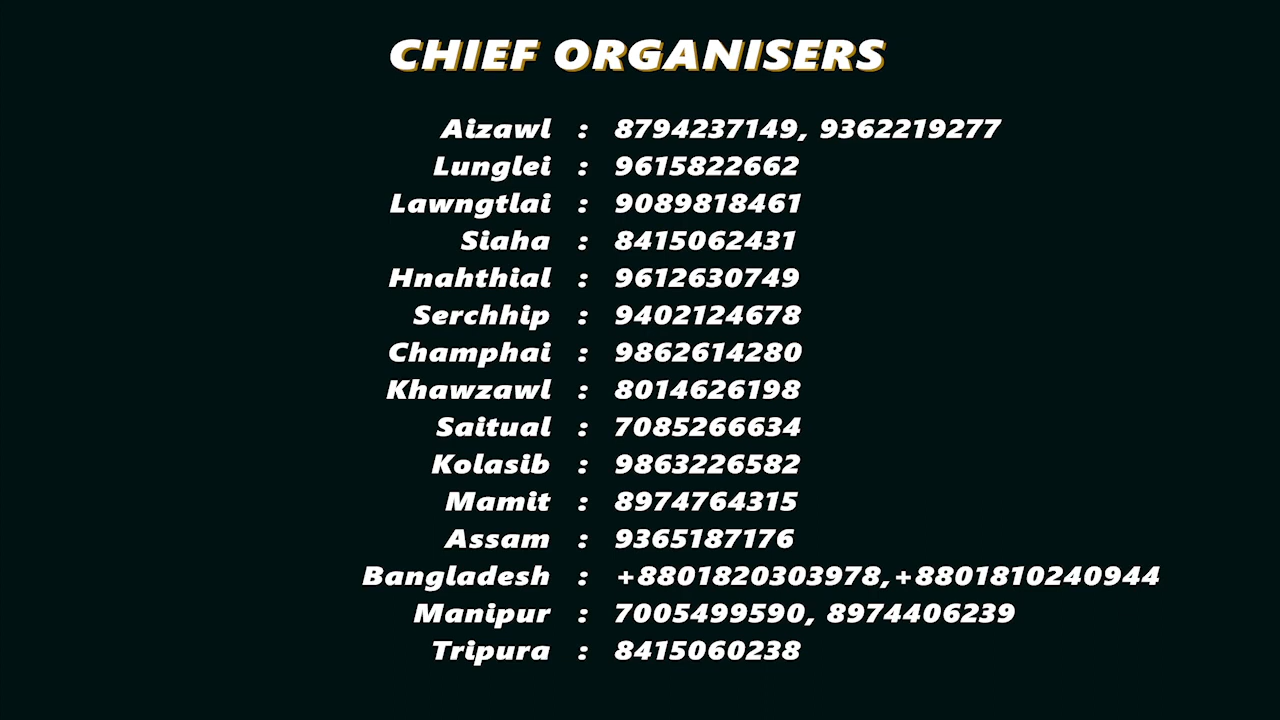 CHIEF ORGANISERS
Aizawl : 8794237149, 9362219277
Lunglei : 9615822662
Lawngtlai : 9089818461
Siaha : 8415062431
Hnahthial : 9612630749
Serchhip : 9402124678
Champhai : 9862614280
Khawzawl : 8014626198
Saitual : 7085266634
Kolasib : 9863226582
Mamit : 8974764315
Assam : 9365187176
Bangladesh : +8801820303978,+8801810240944
Manipur : 7005499590, 8974406239
Tripura : 8415060238